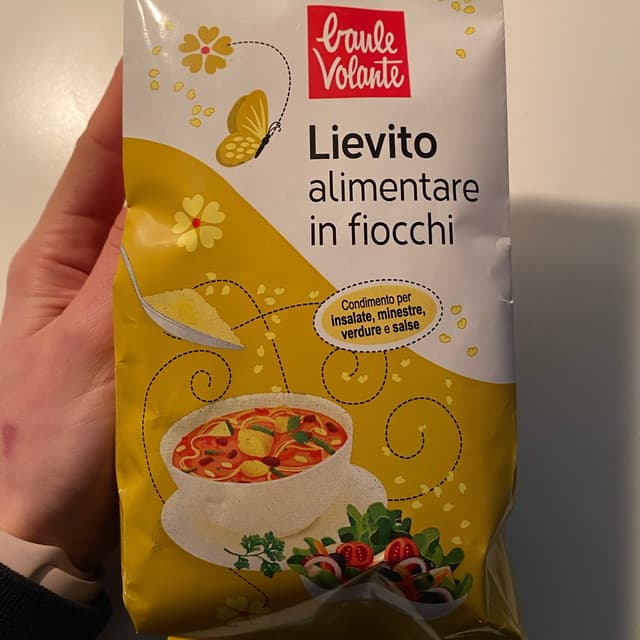 baule
volante
Lievito
alimentare
in fiocchi
Condimento per
insalate, minestre,
verdure e salse